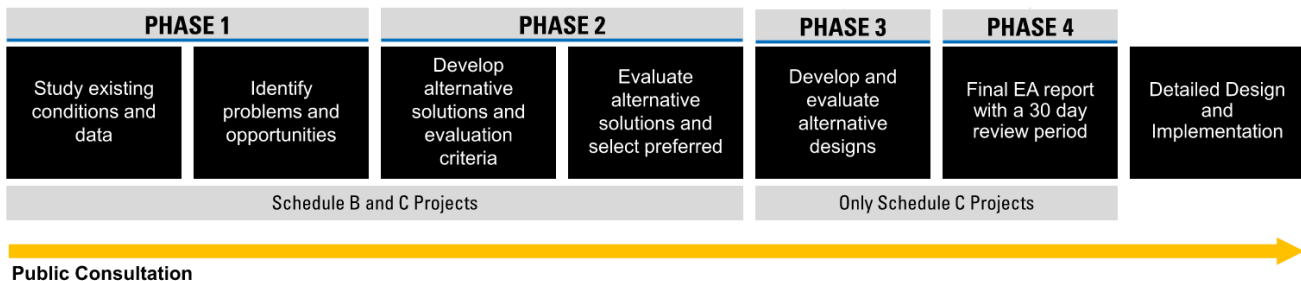 PHASE 1
PHASE 2
PHASE 3
PHASE 4
Study existing
conditions and
data
Identify
problems and
opportunities
Develop
alternative
solutions and
evaluation
criteria
Evaluate
alternative
solutions and
select preferred
Develop and
evaluate
alternative
designs
Final EA report
with a 30 day
review period
Detailed Design
and
Implementation
Schedule B and C Projects
Only Schedule C Projects
Public Consultation